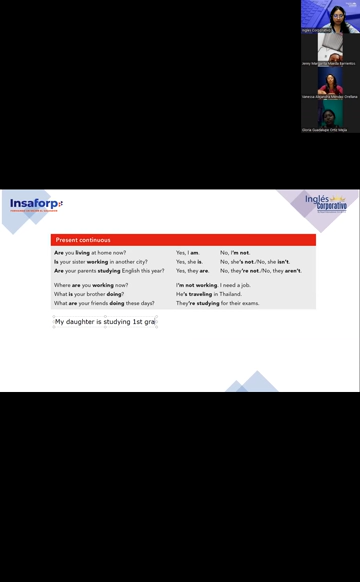 Inglés Corporativo
Insaforp
Inglés
Corporativo
Present continuous
Are you living at home now? Yes, I am. No, I'm not.
Is your sister working in another city? Yes, she is. No, she's not./No, she isn't.
Are your parents studying English this year? Yes, they are. No, they're not./No, they aren't.
Where are you working now? I'm not working. I need a job.
What is your brother doing? He's traveling in Thailand.
What are your friends doing these days? They're studying for their exams.
My daughter is studying 1st gra